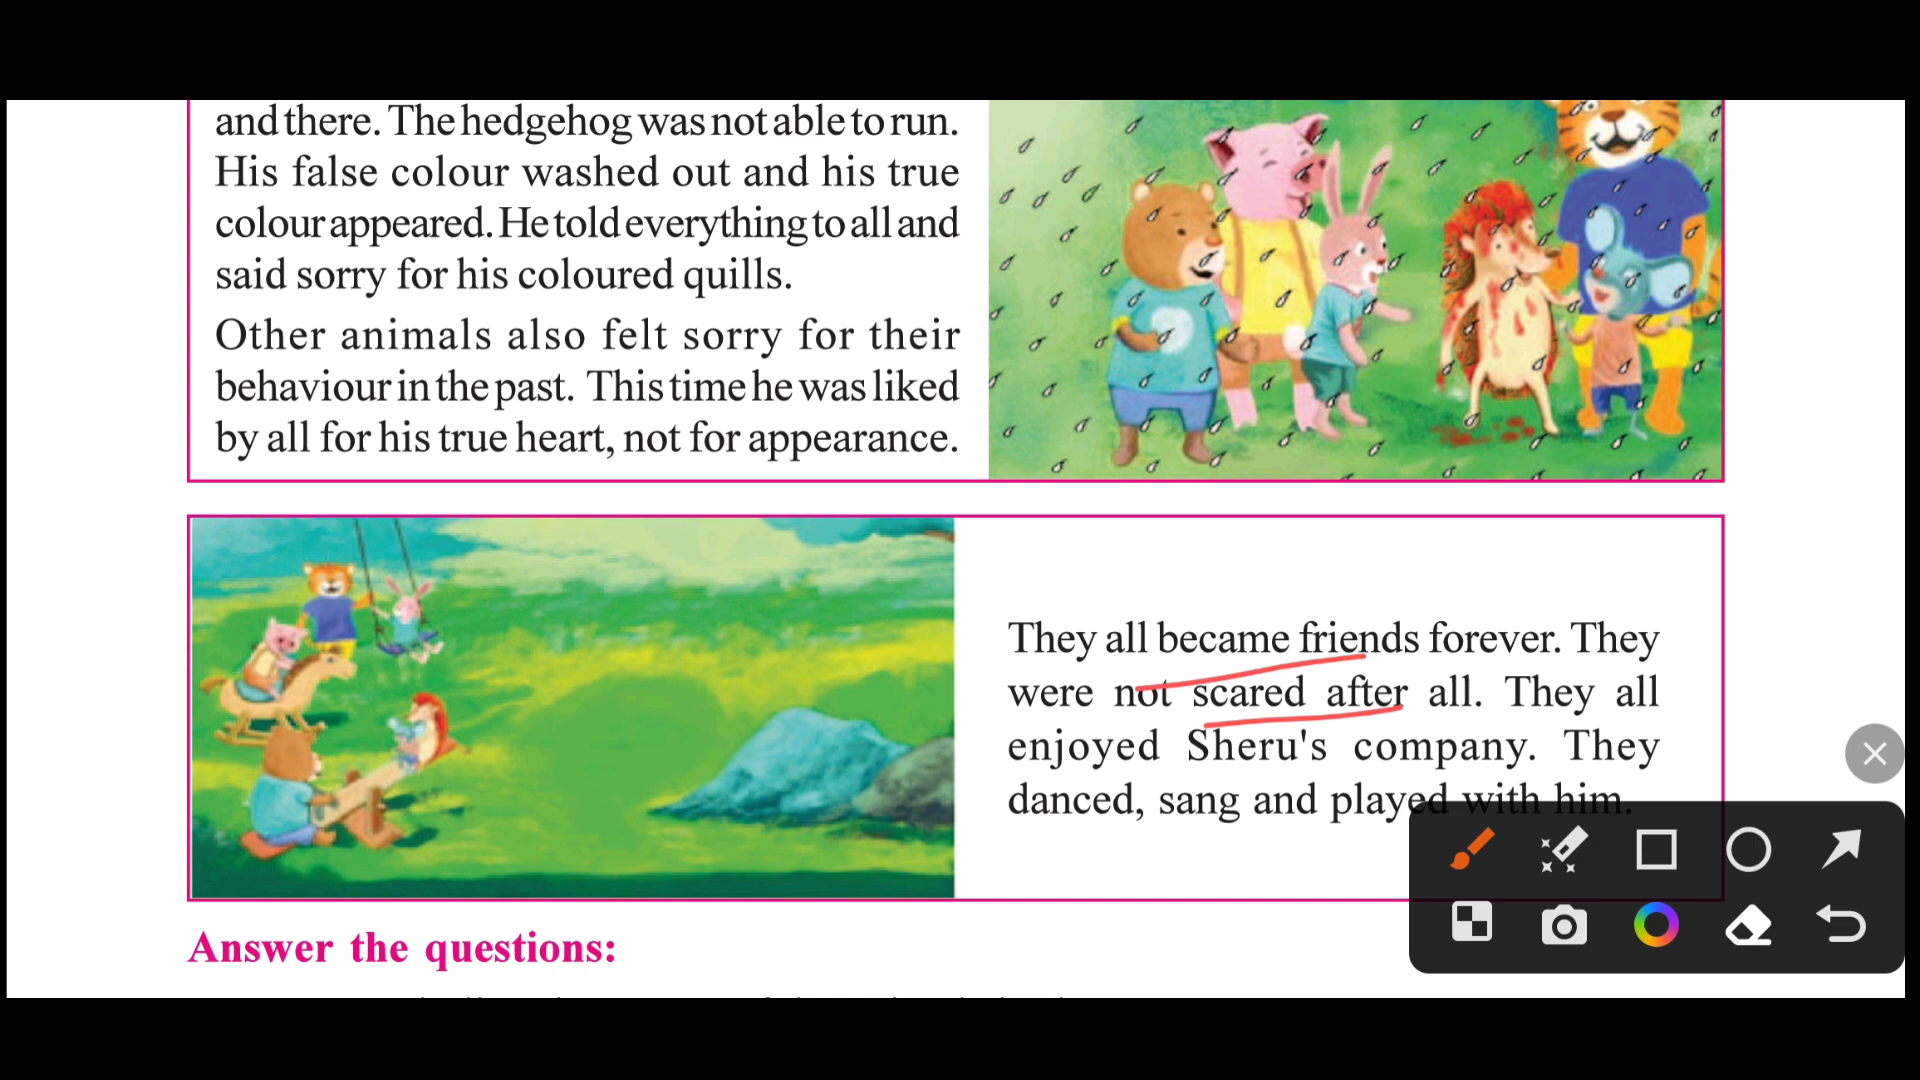 and there. The hedgehog was not able to run.
His false colour washed out and his true
colour appeared. He told everything to all and
said sorry for his coloured quills.
Other animals also felt sorry for their
behaviour in the past. This time he was liked
by all for his true heart, not for appearance.
They all became friends forever. They
were not scared after all. They all
enjoyed Sheru's company. They
danced, sang and played with him.
Answer the questions: